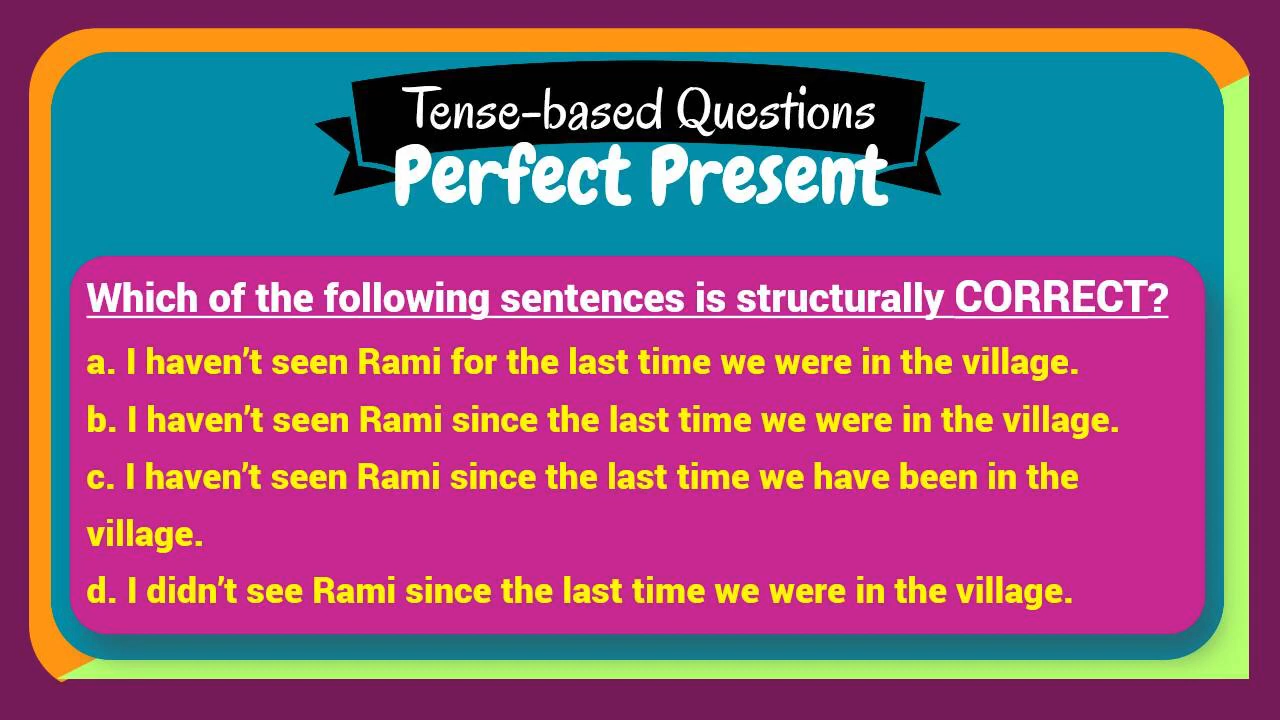 Tense-based Questions
Perfect Present
Which of the following sentences is structurally CORRECT?
a. I haven’t seen Rami for the last time we were in the village.
b. I haven’t seen Rami since the last time we were in the village.
c. I haven’t seen Rami since the last time we have been in the
village.
d. I didn’t see Rami since the last time we were in the village.